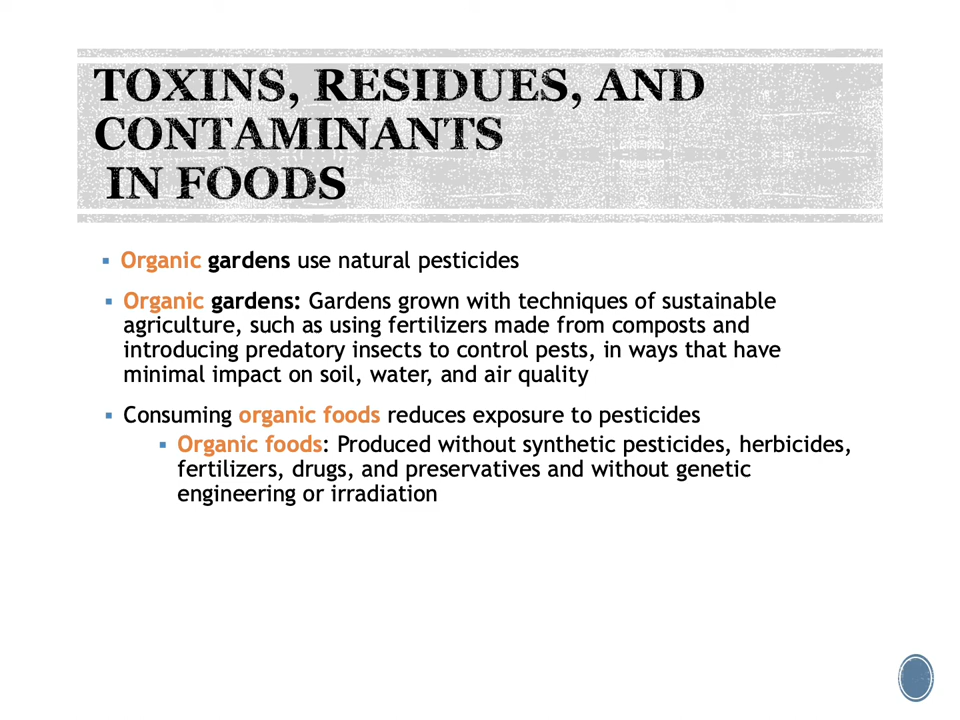 TOXINS, RESIDUES, AND
CONTAMINANTS
IN FOODS
▪ Organic gardens use natural pesticides
▪ Organic gardens: Gardens grown with techniques of sustainable
agriculture, such as using fertilizers made from composts and
introducing predatory insects to control pests, in ways that have
minimal impact on soil, water, and air quality
▪ Consuming organic foods reduces exposure to pesticides
▪ Organic foods: Produced without synthetic pesticides, herbicides,
fertilizers, drugs, and preservatives and without genetic
engineering or irradiation